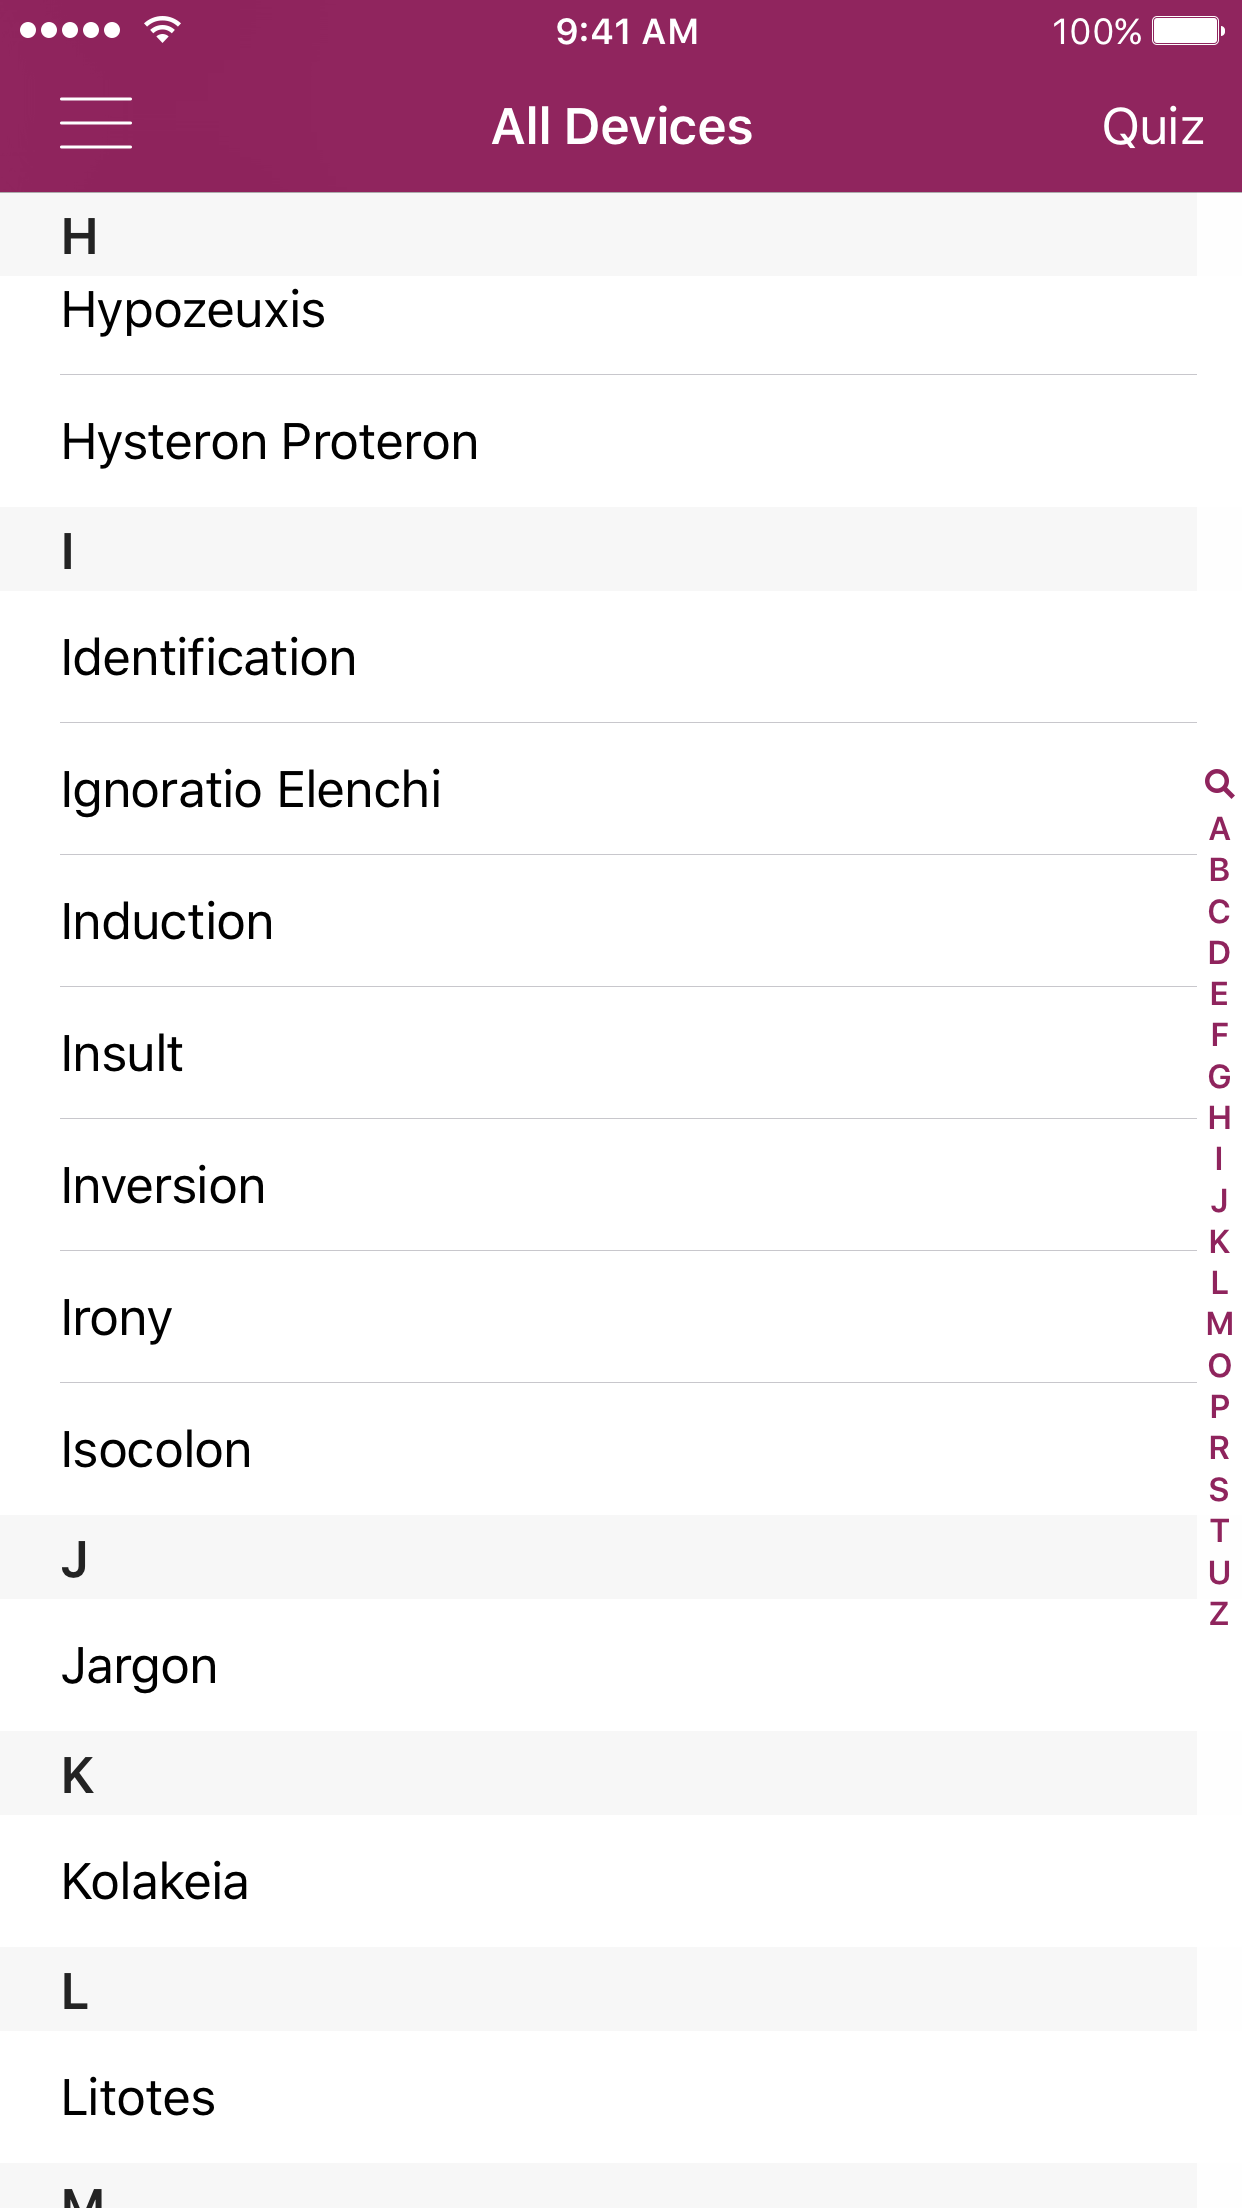 9:41 AM
100%
All Devices
Quiz
H
Hypozeuxis
Hysteron Proteron
I
Identification
Ignoratio Elenchi
Induction
Insult
Inversion
Irony
Isocolon
J
Jargon
K
Kolakeia
L
Litotes
M
A
B
C
D
E
F
G
H
I
J
K
L
M
O
P
R
S
T
U
Z